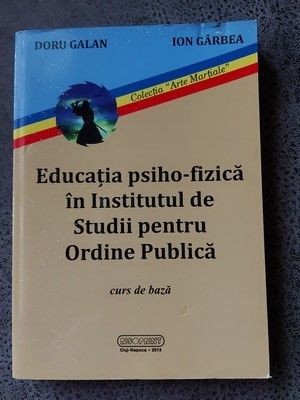 DORU GALAN
ION GÂRBEA
Colecția "Arte Marțiale"
Educația psiho-fizică
în Institutul de
Studii pentru
Ordine Publică
curs de bază
RISOPRINT
Cluj-Napoca • 2013